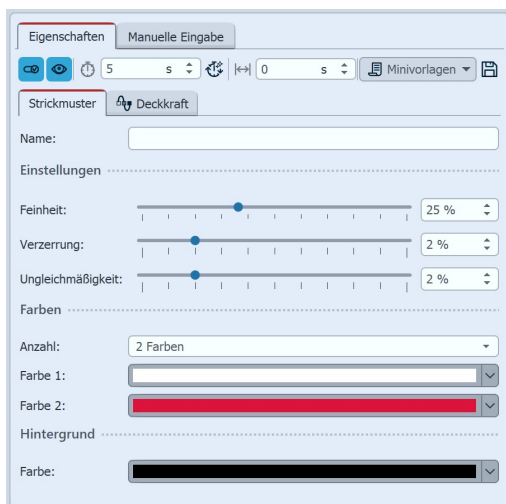 Eigenschaften Manuelle Eingabe
5 s 0 s Minivorlagen
Strickmuster Deckkraft
Name:
Einstellungen
Feinheit: 25 %
Verzerrung: 2 %
Ungleichmäßigkeit: 2 %
Farben
Anzahl: 2 Farben
Farbe 1:
Farbe 2:
Hintergrund
Farbe: